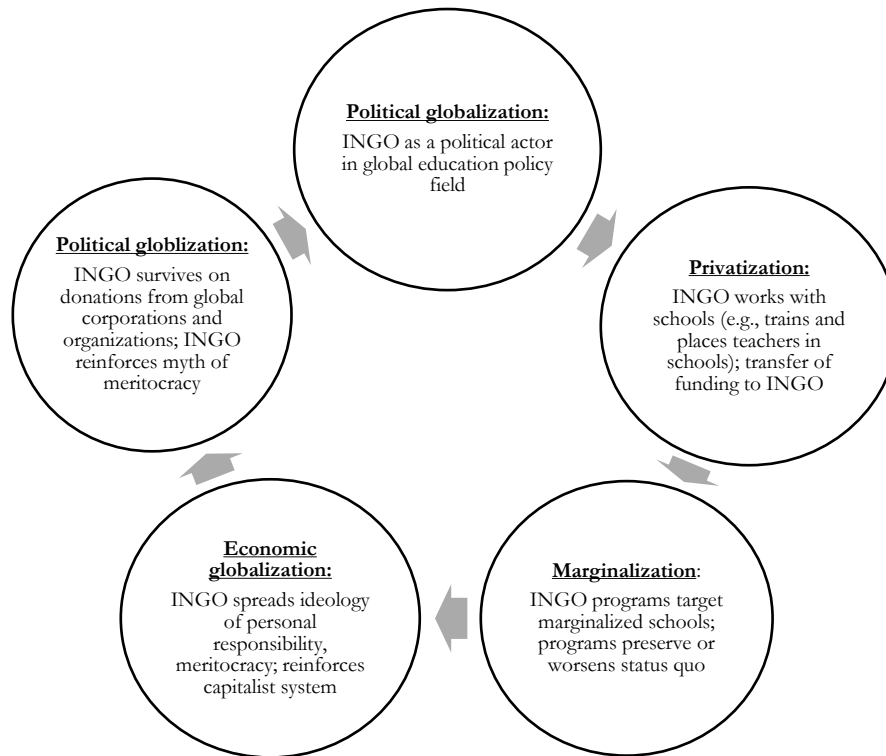 Political globalization:
INGO as a political actor
in global education policy
field
Privatization:
INGO works with
schools (e.g., trains and
places teachers in
schools); transfer of
funding to INGO
Marginalization:
INGO programs target
marginalized schools;
programs preserve or
worsens status quo
Economic
globalization:
INGO spreads ideology
of personal
responsibility,
meritocracy; reinforces
capitalist system
Political globlization:
INGO survives on
donations from global
corporations and
organizations; INGO
reinforces myth of
meritocracy